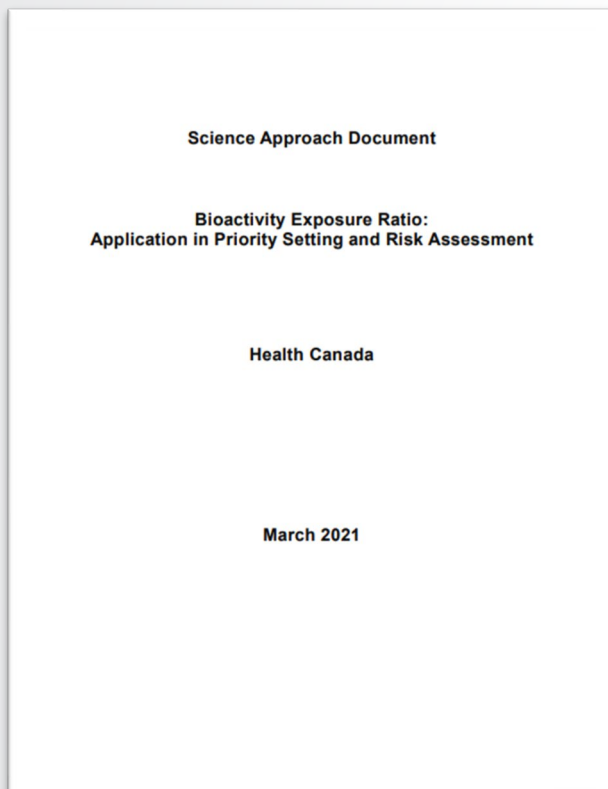 Science Approach Document
Bioactivity Exposure Ratio:
Application in Priority Setting and Risk Assessment
Health Canada
March 2021